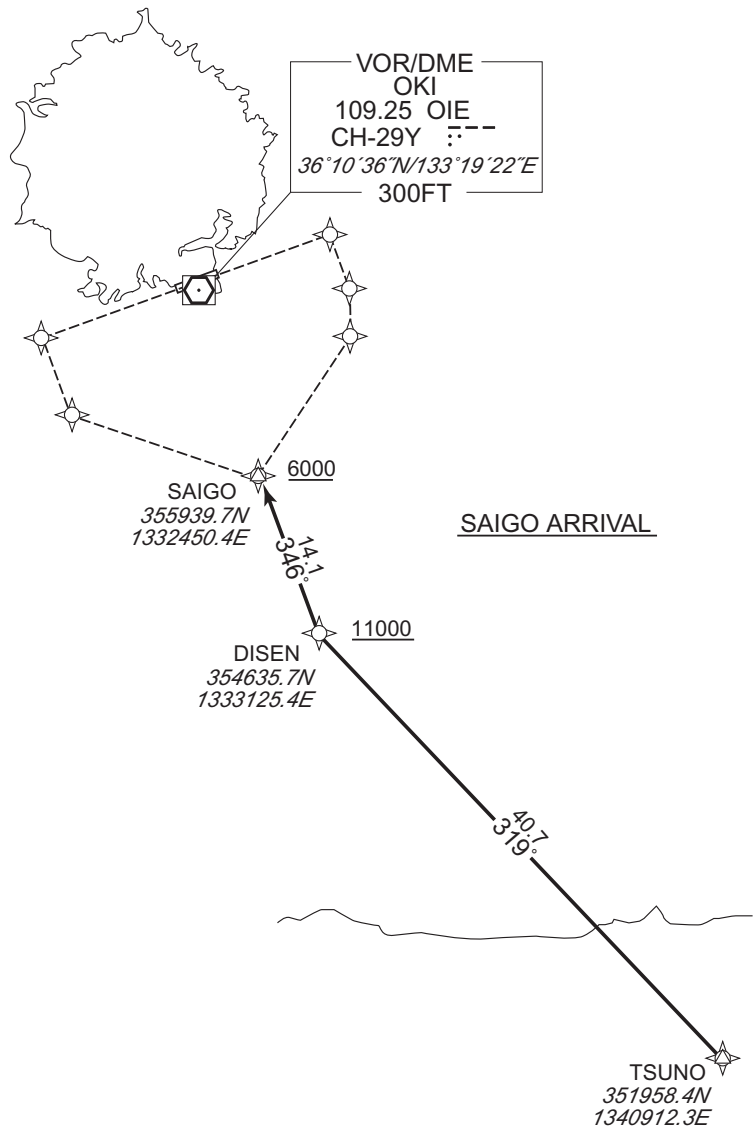 VOR/DME
OKI
109.25 OIE
CH-29Y
36°10´36˝N/133°19´22˝E
300FT
6000
SAIGO
355939.7N
1332450.4E
SAIGO ARRIVAL
14.1
346°
11000
DISEN
354635.7N
1333125.4E
40.7
319°
TSUNO
351958.4N
1340912.3E